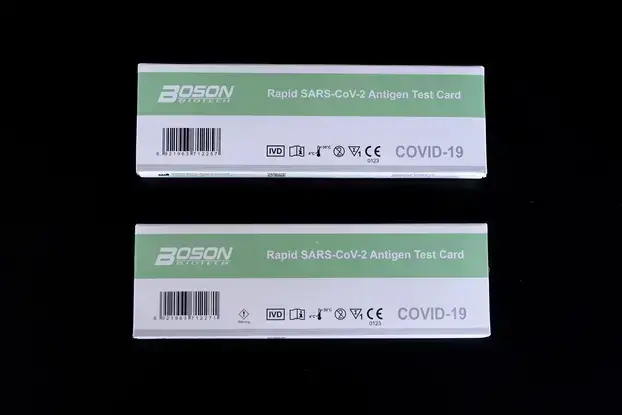 BOSON
BIOTECH
Rapid SARS-CoV-2 Antigen Test Card
IVD
CE
0123
COVID-19
BOSON
BIOTECH
Rapid SARS-CoV-2 Antigen Test Card
IVD
CE
0123
COVID-19